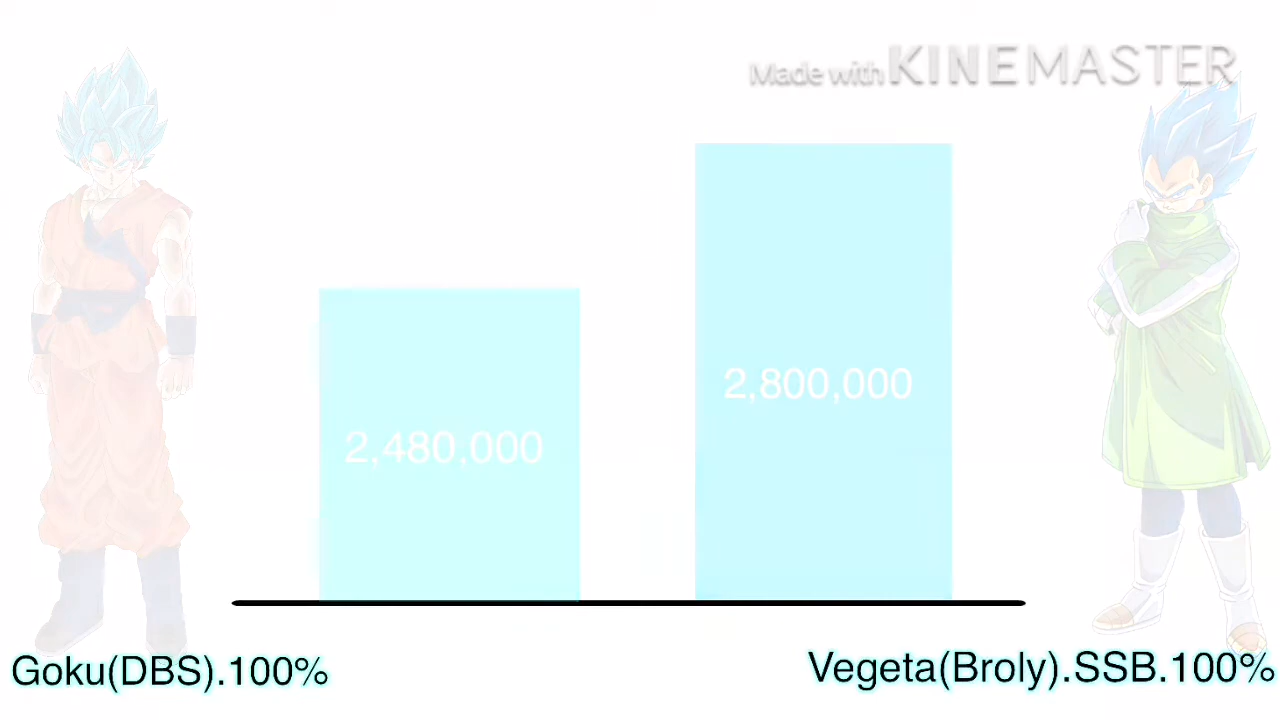 Made with KINEMASTER
2,800,000
2,480,000
Goku(DBS).100%
Vegeta(Broly).SSB.100%